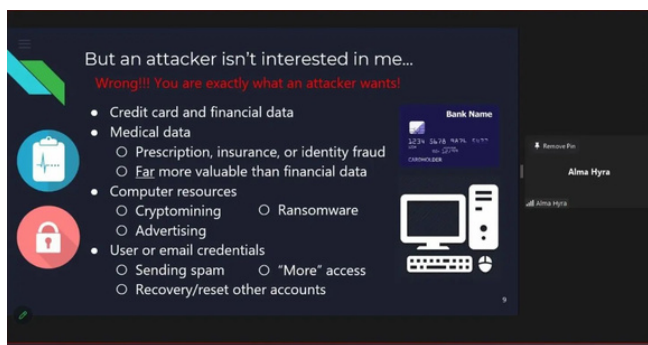 But an attacker isn't interested in me...
Wrong!!! You are exactly what an attacker wants!
● Credit card and financial data
● Medical data
○ Prescription, insurance, or identity fraud
○ Far more valuable than financial data
● Computer resources
○ Cryptomining ○ Ransomware
○ Advertising
● User or email credentials
○ Sending spam ○ "More" access
○ Recovery/reset other accounts
Bank Name
1234 5678 9876
CARDHOLDER
9
Remove Pin
Alma Hyra
Alma Hyra